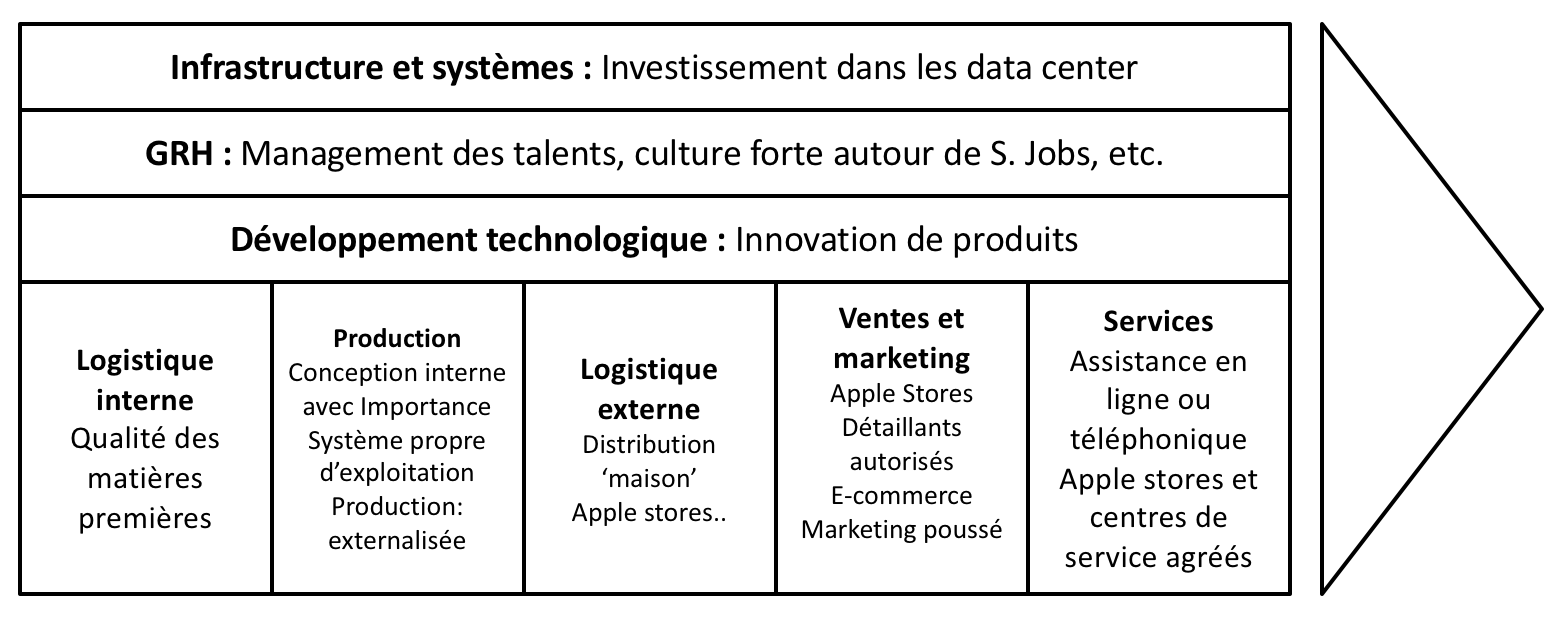 Infrastructure et systèmes : Investissement dans les data center
GRH : Management des talents, culture forte autour de S. Jobs, etc.
Développement technologique : Innovation de produits
Logistique
interne
Qualité des
matières
premières
Production
Conception interne
avec Importance
Système propre
d’exploitation
Production:
externalisée
Logistique
externe
Distribution
‘maison’
Apple stores..
Ventes et
marketing
Apple Stores
Détaillants
autorisés
E-commerce
Marketing poussé
Services
Assistance en
ligne ou
téléphonique
Apple stores et
centres de
service agréés